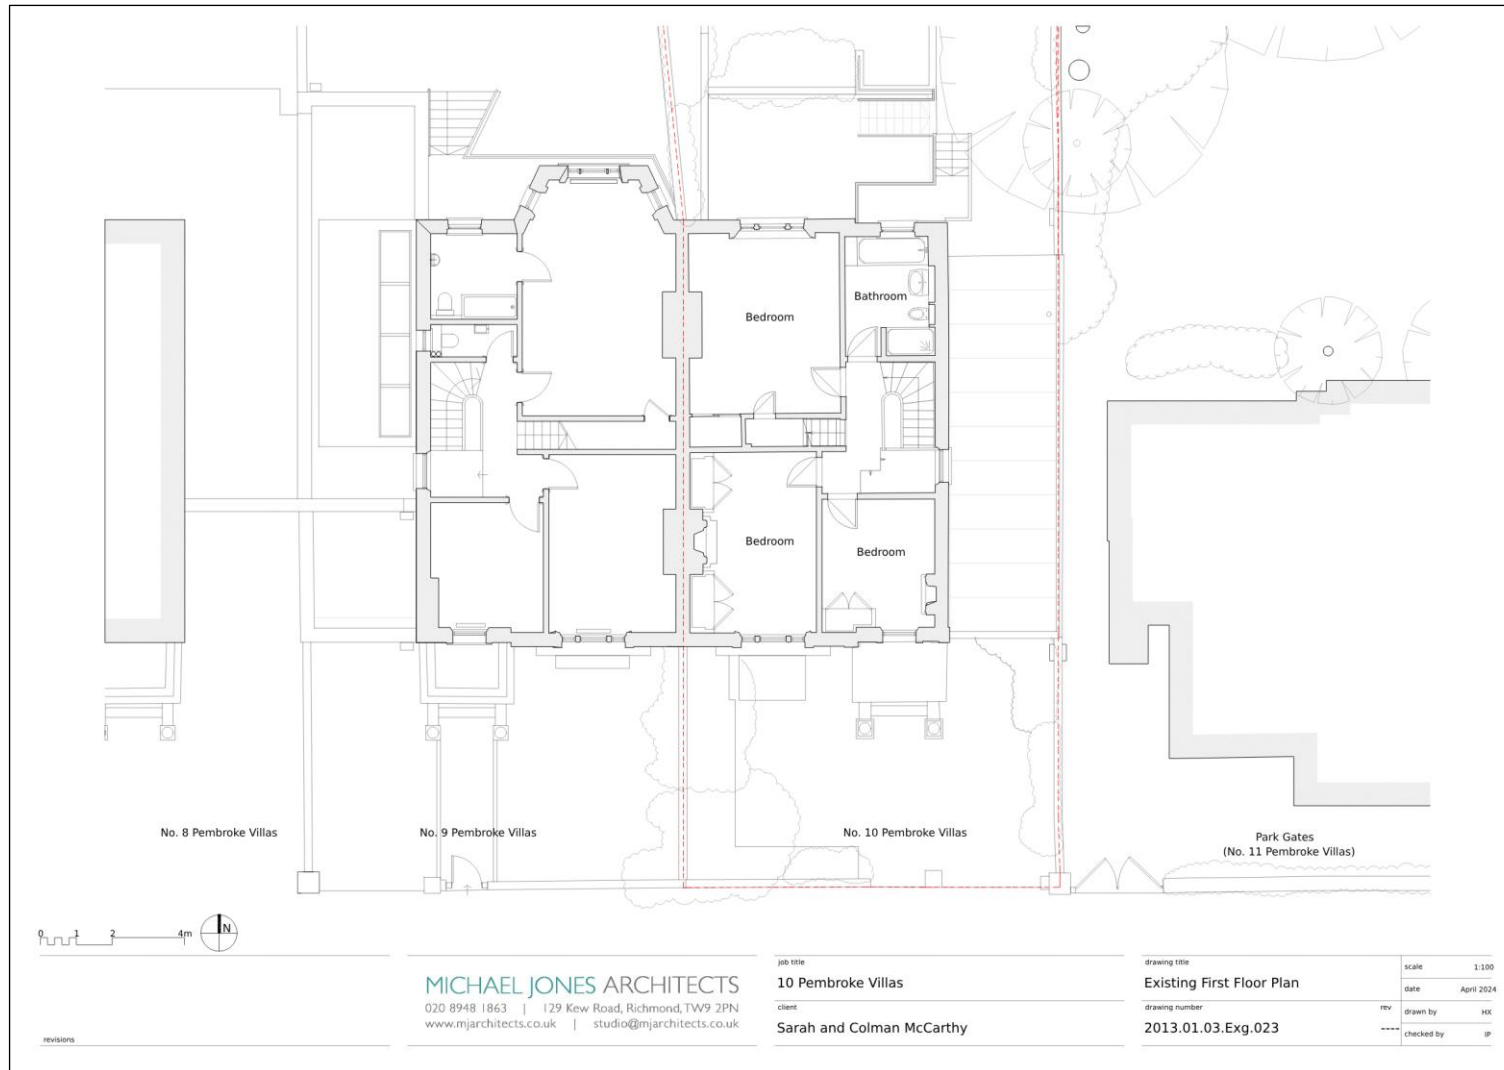 Bedroom
Bathroom
Bedroom
Bedroom
No. 8 Pembroke Villas
No. 9 Pembroke Villas
No. 10 Pembroke Villas
Park Gates
(No. 11 Pembroke Villas)
0 1 2 4m
N
revisions
MICHAEL JONES ARCHITECTS
020 8948 1863 | 129 Kew Road, Richmond, TW9 2PN
www.mjarchitects.co.uk | studio@mjarchitects.co.uk
job title
10 Pembroke Villas
client
Sarah and Colman McCarthy
drawing title
Existing First Floor Plan
drawing number rev
2013.01.03.Exg.023 ----
scale 1:100
date April 2024
drawn by HX
checked by IP